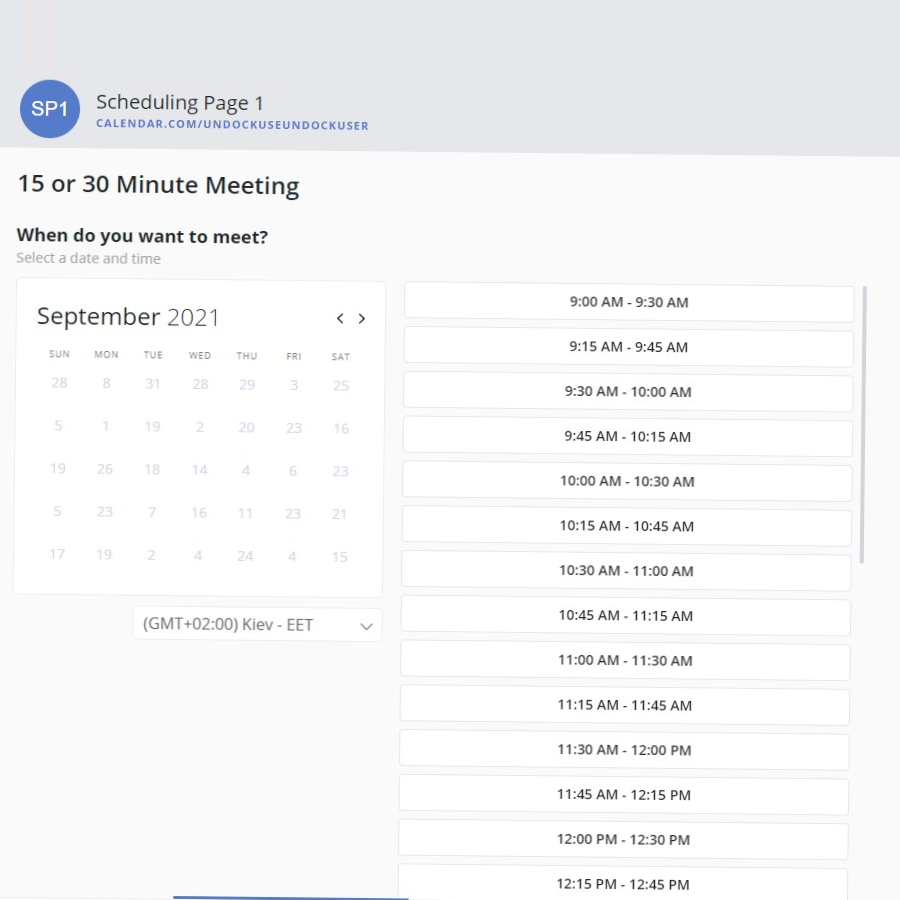 SP1
Scheduling Page 1
CALENDAR.COM/UNDOCKUSEUNDOCKUSER
15 or 30 Minute Meeting
When do you want to meet?
Select a date and time
September 2021
SUN MON TUE WED THU FRI SAT
28 8 31 28 29 3 25
5 1 19 2 20 23 16
19 26 18 14 4 6 23
5 23 7 16 11 23 21
17 19 2 4 24 4 15
(GMT+02:00) Kiev - EET
9:00 AM - 9:30 AM
9:15 AM - 9:45 AM
9:30 AM - 10:00 AM
9:45 AM - 10:15 AM
10:00 AM - 10:30 AM
10:15 AM - 10:45 AM
10:30 AM - 11:00 AM
10:45 AM - 11:15 AM
11:00 AM - 11:30 AM
11:15 AM - 11:45 AM
11:30 AM - 12:00 PM
11:45 AM - 12:15 PM
12:00 PM - 12:30 PM
12:15 PM - 12:45 PM